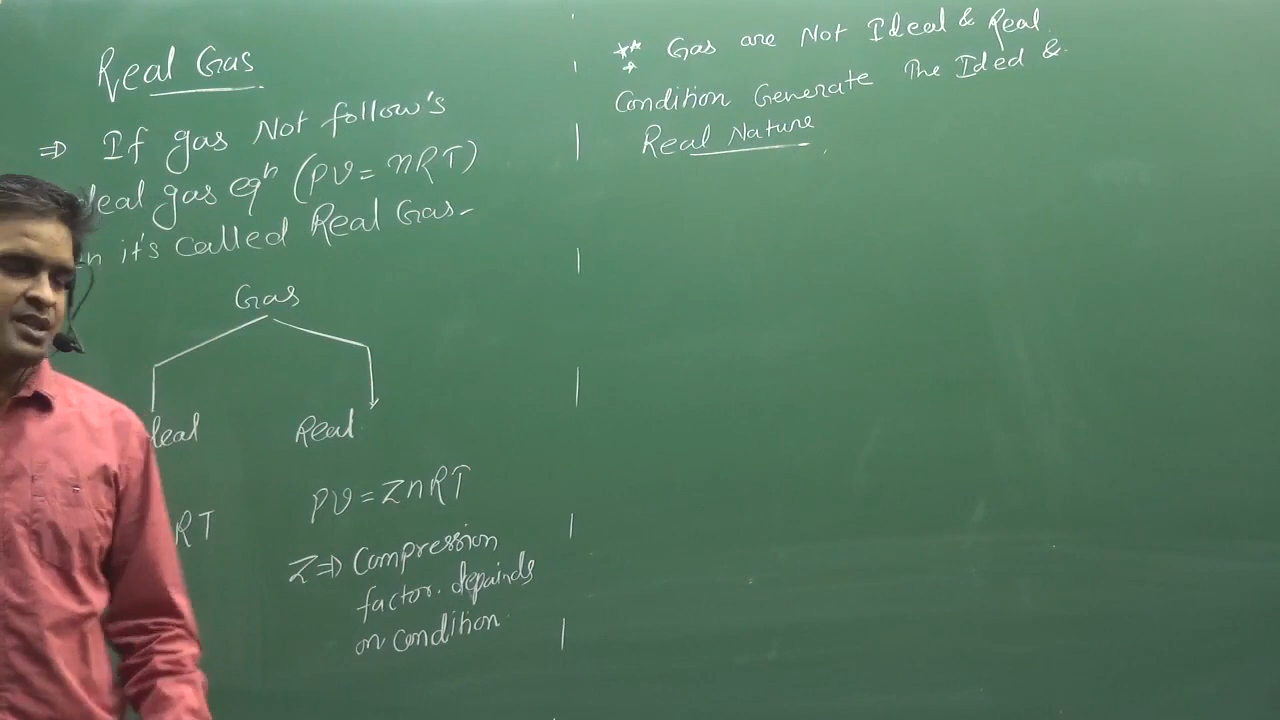 Real Gas
⇒ If gas Not follow's
deal gas eqⁿ (PV = nRT)
n it's called Real Gas-
Gas
deal Real
RT
PV = ZnRT
Z ⇒ Compression
factor. depainds
on condition
** Gas are Not Ideal & Real.
*
Condition Generate The Ided &
Real Nature